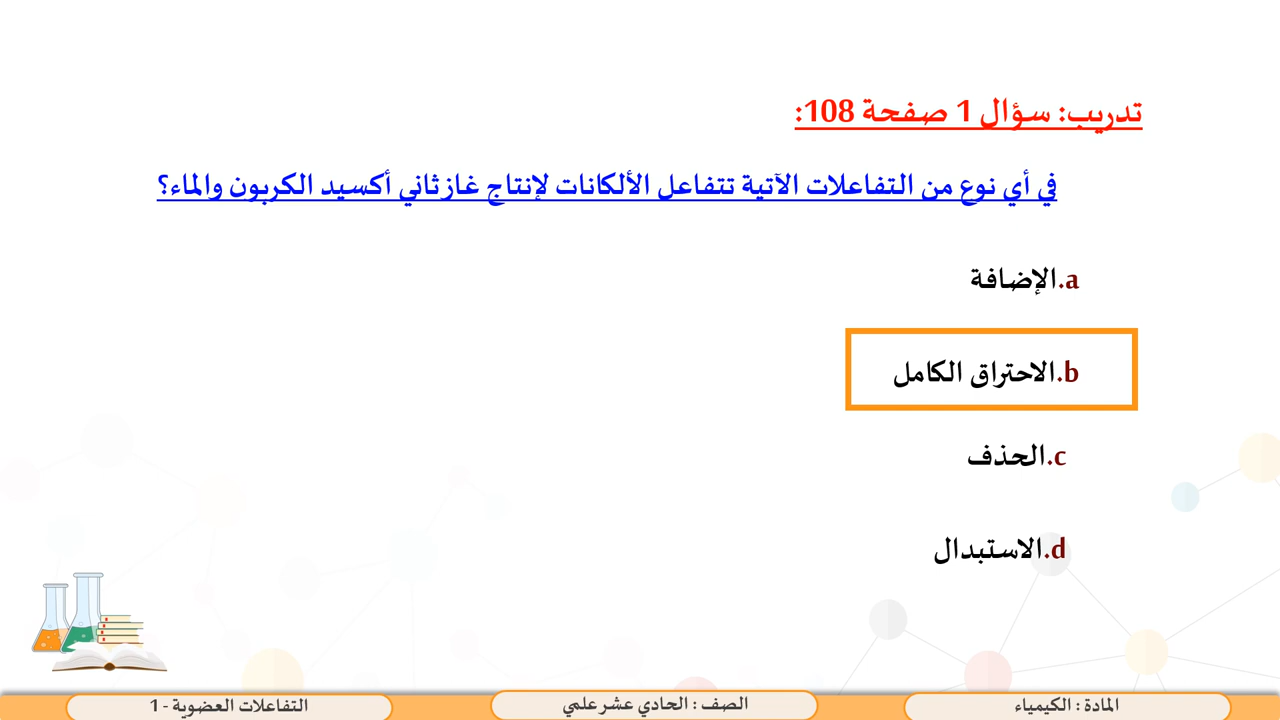 تدريب: سؤال 1 صفحة 108:
في أي نوع من التفاعلات الآتية تتفاعل الألكانات لإنتاج غاز ثاني أكسيد الكربون والماء؟
a.الإضافة
b.الاحتراق الكامل
c.الحذف
d.الاستبدال
المادة : الكيمياء
الصف : الحادي عشر علمي
التفاعلات العضوية - 1